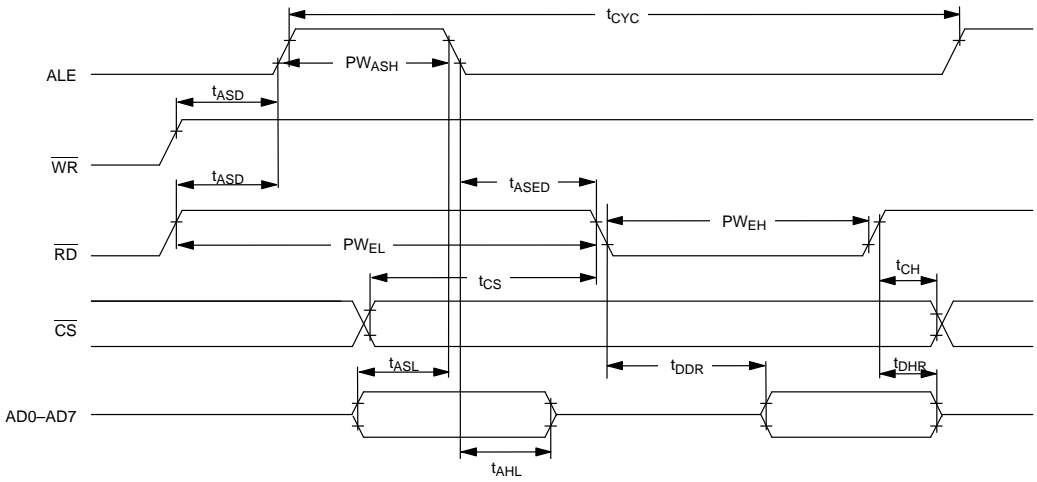 tCYC
ALE
PWASH
tASD
WR
tASD
tASED
RD
PWEL
PWEH
tCS
tCH
CS
tASL
tDDR
tDHR
AD0–AD7
tAHL